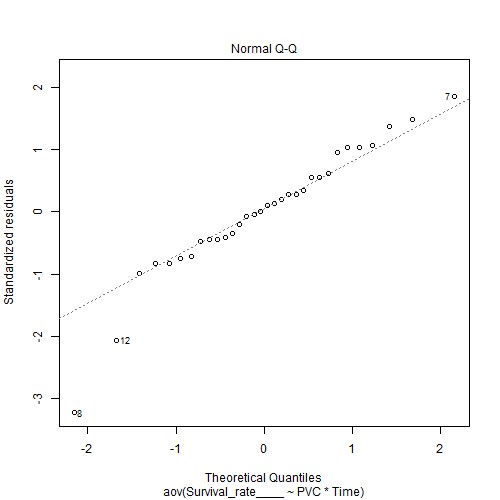 Normal Q-Q
Standardized residuals
2
1
0
-1
-2
-3
7
12
8
-2 -1 0 1 2
Theoretical Quantiles
aov(Survival_rate____ ~ PVC * Time)